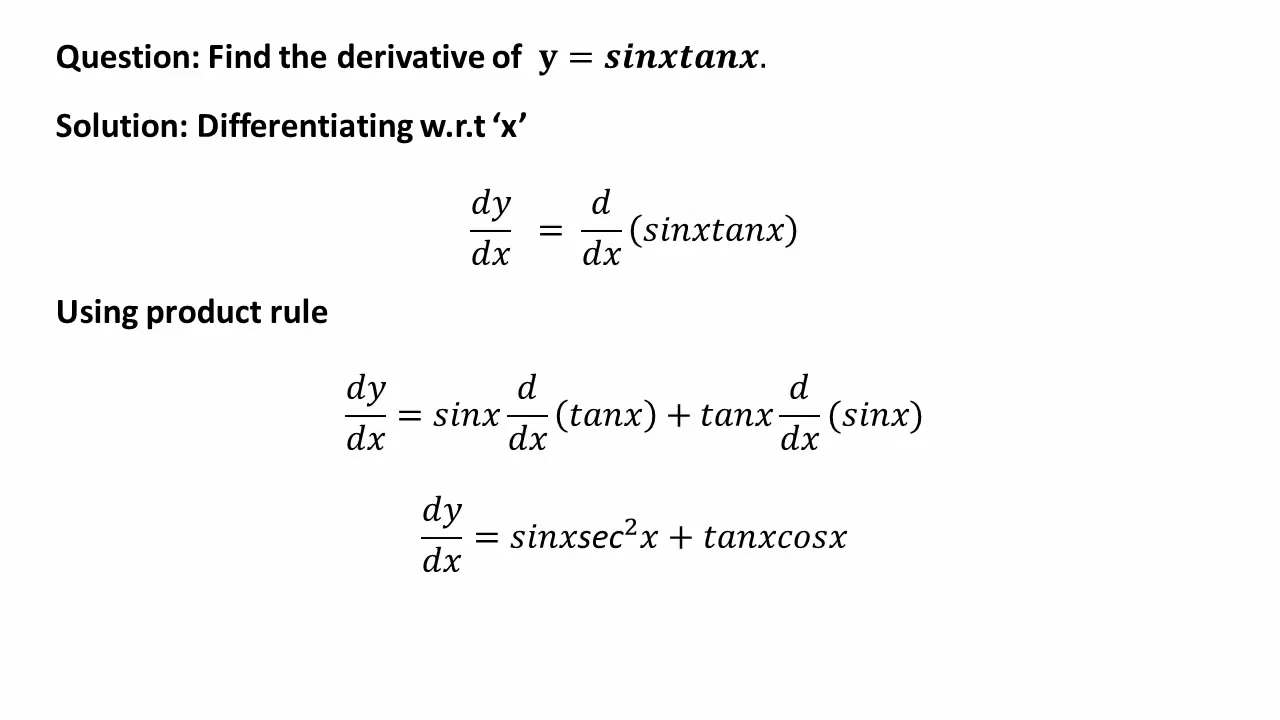 Question: Find the derivative of y = sinxtanx.
Solution: Differentiating w.r.t ‘x’
dy/dx = d/dx (sinxtanx)
Using product rule
dy/dx = sinx d/dx (tanx) + tanx d/dx (sinx)
dy/dx = sinxsec²x + tanxcosx